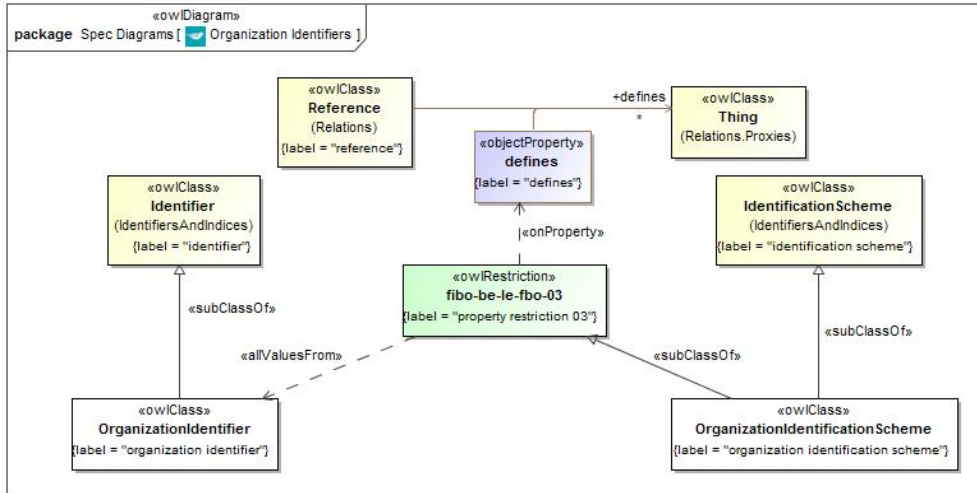 «owlDiagram»
package Spec Diagrams [ Organization Identifiers ]
«owlClass»
Reference
(Relations)
{label = "reference"}
+defines
*
«owlClass»
Thing
(Relations.Proxies)
«objectProperty»
defines
{label = "defines"}
«owlClass»
Identifier
(IdentifiersAndIndices)
{label = "identifier"}
«owlClass»
IdentificationScheme
(IdentifiersAndIndices)
{label = "identification scheme"}
«onProperty»
«owlRestriction»
fibo-be-le-fbo-03
{label = "property restriction 03"}
«subClassOf»
«subClassOf»
«allValuesFrom»
«subClassOf»
«owlClass»
OrganizationIdentifier
{label = "organization identifier"}
«owlClass»
OrganizationIdentificationScheme
{label = "organization identification scheme"}